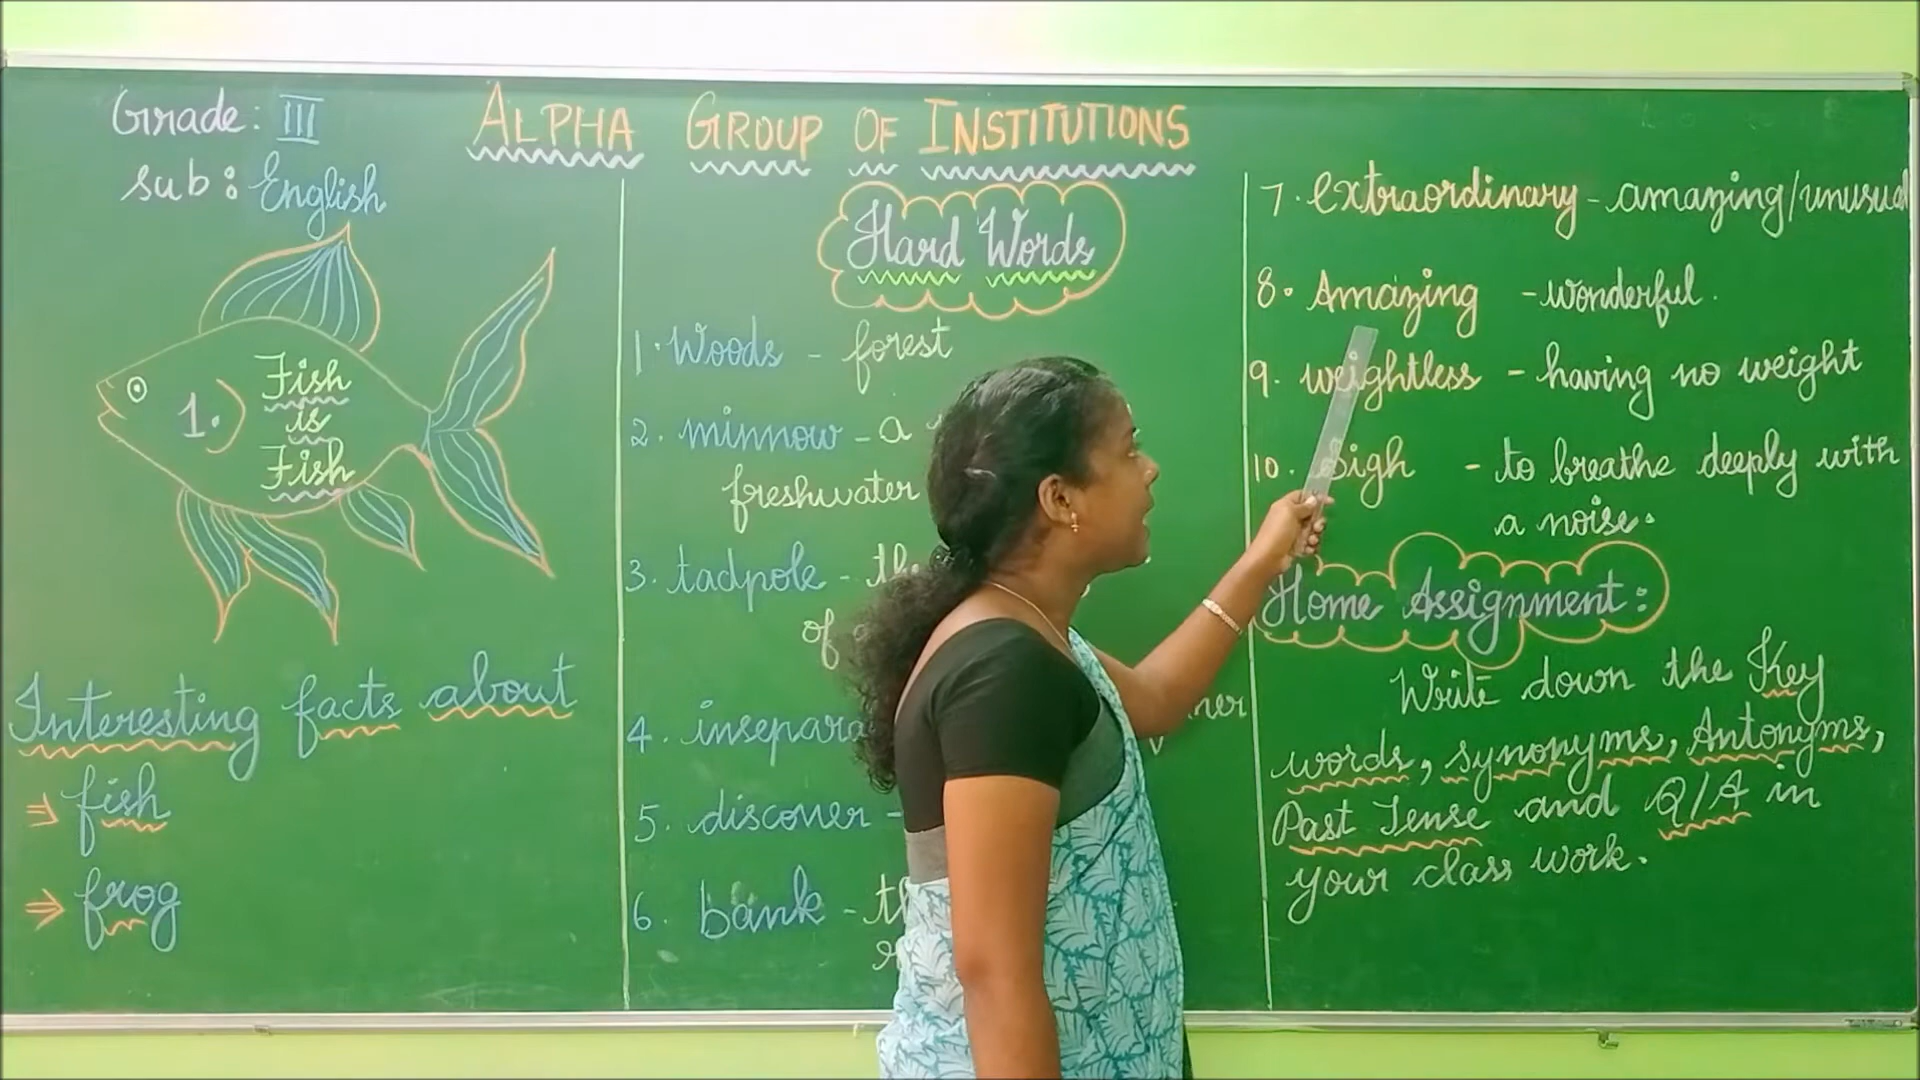 Grade: III
ALPHA GROUP OF INSTITUTIONS
sub: English
1.
Fish
is
Fish
Interesting facts about
⇒ fish
⇒ frog
Hard Words
1. Woods - forest
2. minnow - a
freshwater
3. tadpole -
of
4.
5. discover -
6. bank -
7. extraordinary - amazing/unusual
8. Amazing - wonderful.
9. weightless - having no weight
10. Sigh - to breathe deeply with
a noise.
Home Assignment:
Write down the Key
words, synonyms, Antonyms,
Past Tense and Q/A in
your class work.